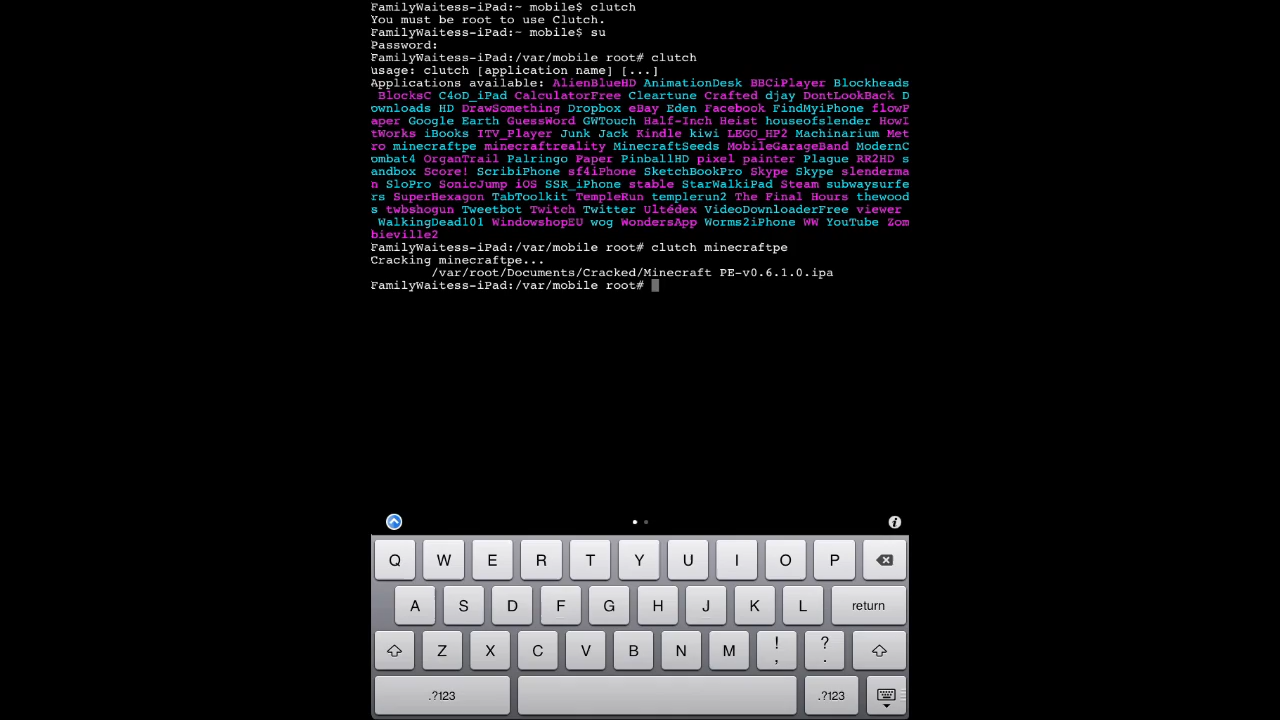 FamilyWaitess-iPad:~ mobile$ clutch
You must be root to use Clutch.
FamilyWaitess-iPad:~ mobile$ su
Password:
FamilyWaitess-iPad:/var/mobile root# clutch
usage: clutch [application name] [...]
Applications available: AlienBlueHD AnimationDesk BBCiPlayer Blockheads
BlocksC C4oD_iPad CalculatorFree Cleartune Crafted djay DontLookBack D
ownloads HD DrawSomething Dropbox eBay Eden Facebook FindMyiPhone flowP
aper Google Earth GuessWord GWTouch Half-Inch Heist houseofslender HowI
tWorks iBooks ITV_Player Junk Jack Kindle kiwi LEGO_HP2 Machinarium Met
ro minecraftpe minecraftreality MinecraftSeeds MobileGarageBand ModernC
ombat4 OrganTrail Palringo Paper PinballHD pixel painter Plague RR2HD s
andbox Score! ScribiPhone sf4iPhone SketchBookPro Skype Skype slenderma
n SloPro SonicJump iOS SSR_iPhone stable StarWalkiPad Steam subwaysurfe
rs SuperHexagon TabToolkit TempleRun templerun2 The Final Hours thewood
s twbshogun Tweetbot Twitch Twitter Ultédex VideoDownloaderFree viewer
WalkingDead101 WindowshopEU wog WondersApp Worms2iPhone WW YouTube Zom
bieville2
FamilyWaitess-iPad:/var/mobile root# clutch minecraftpe
Cracking minecraftpe...
/var/root/Documents/Cracked/Minecraft PE-v0.6.1.0.ipa
FamilyWaitess-iPad:/var/mobile root#
Q W E R T Y U I O P
A S D F G H J K L return
Z X C V B N M ! , ? .
.?123 .?123